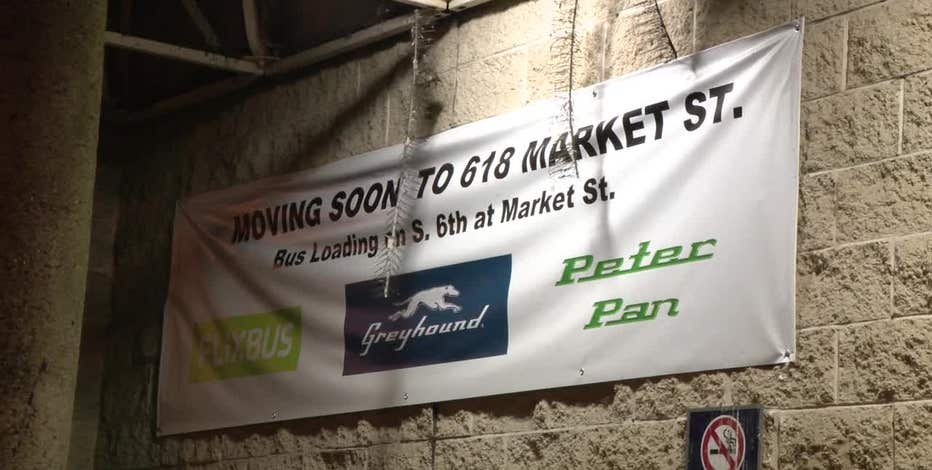 MOVING SOON TO 618 MARKET ST.
Bus Loading on S. 6th at Market St.
FLIXBUS
Greyhound
Peter
Pan